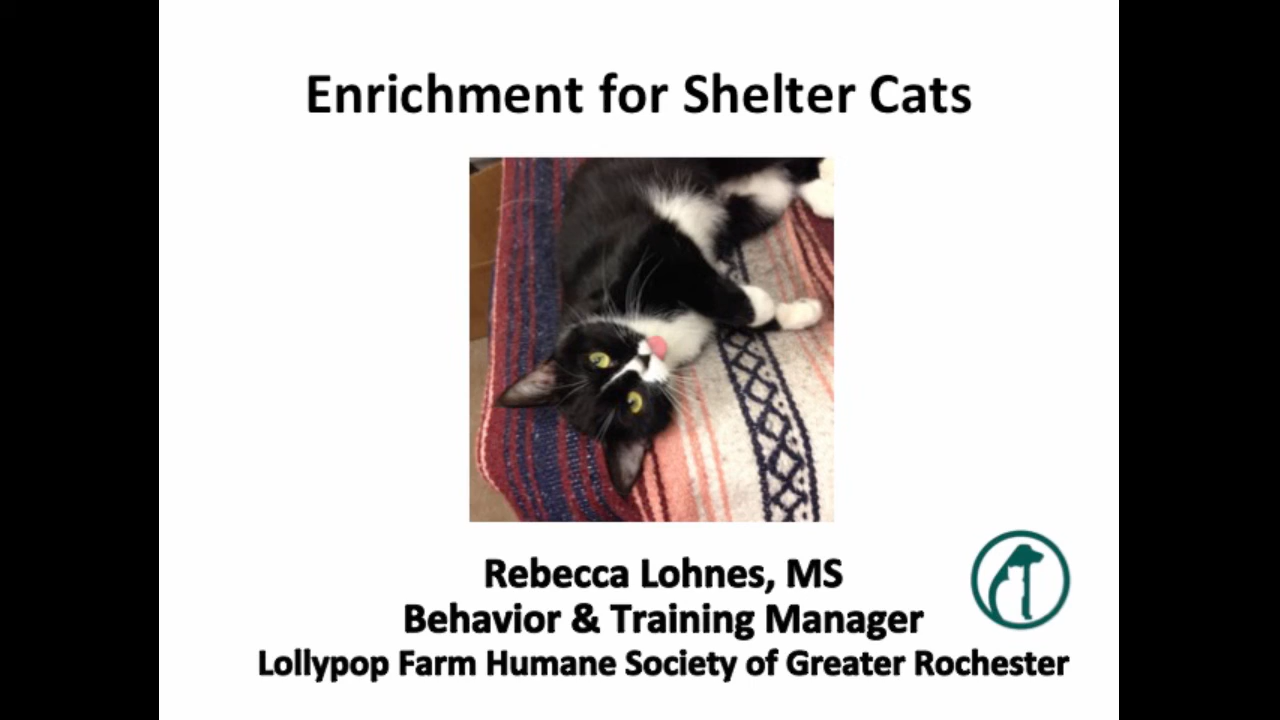 Enrichment for Shelter Cats
Rebecca Lohnes, MS
Behavior & Training Manager
Lollypop Farm Humane Society of Greater Rochester